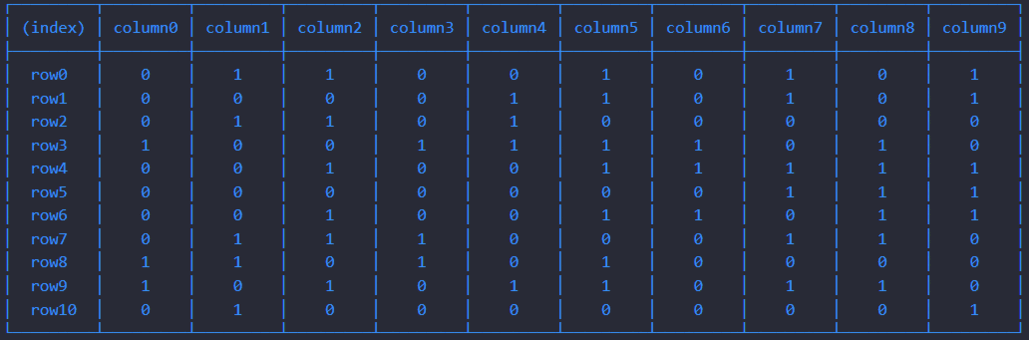 (index) column0 column1 column2 column3 column4 column5 column6 column7 column8 column9
row0 0 1 1 0 0 1 0 1 0 1
row1 0 0 0 0 1 1 0 1 0 1
row2 0 1 1 0 1 0 0 0 0 0
row3 1 0 0 1 1 1 1 0 1 0
row4 0 0 1 0 0 1 1 1 1 1
row5 0 0 0 0 0 0 0 1 1 1
row6 0 0 1 0 0 1 1 0 1 1
row7 0 1 1 1 0 0 0 1 1 0
row8 1 1 0 1 0 1 0 0 0 0
row9 1 0 1 0 1 1 0 1 1 0
row10 0 1 0 0 0 0 0 0 0 1